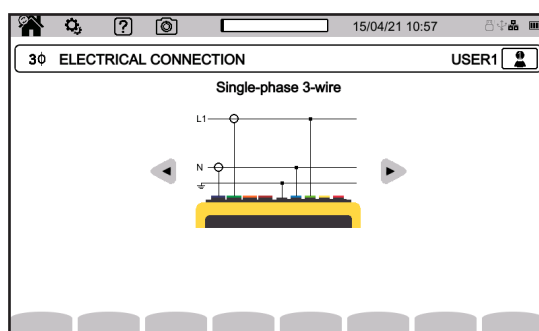 ? 15/04/21 10:57
3ϕ ELECTRICAL CONNECTION USER1
Single-phase 3-wire
L1
N